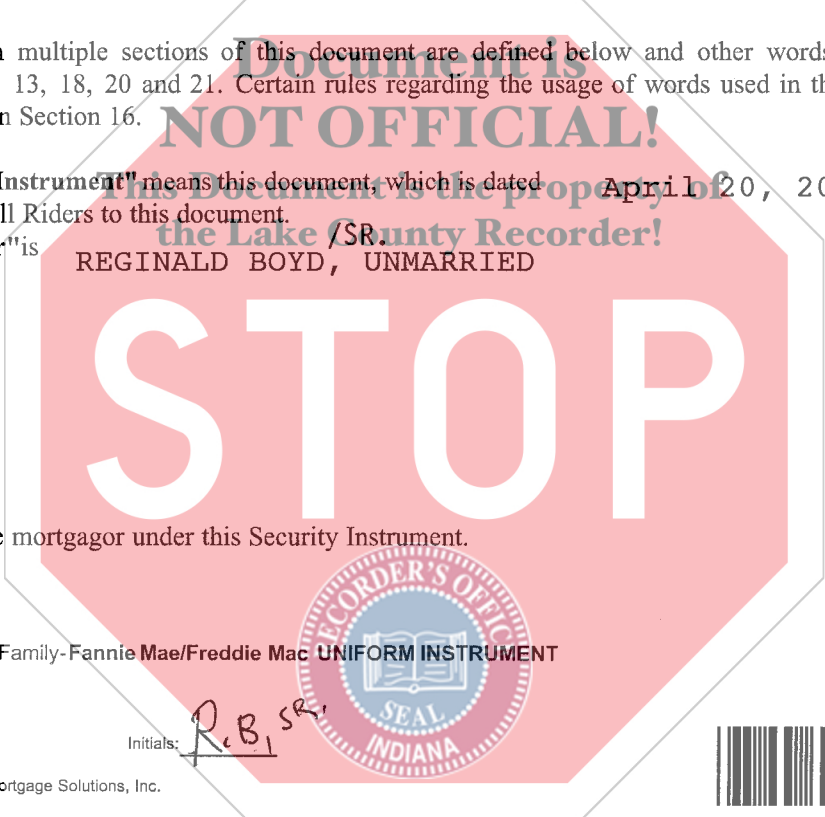 multiple sections of this document are defined below and other words
13, 18, 20 and 21. Certain rules regarding the usage of words used in
n Section 16.
Document is
NOT OFFICIAL!
This Document is the property of
the Lake County Recorder!
Instrument" means this document, which is dated April 20, 20
ll Riders to this document.
r" is
/SR.
REGINALD BOYD, UNMARRIED
STOP
e mortgagor under this Security Instrument.
RECORDER'S OFFIC
SEAL
INDIANA
Family-Fannie Mae/Freddie Mac UNIFORM INSTRUMENT
Initials: R.B, SR.
ortgage Solutions, Inc.